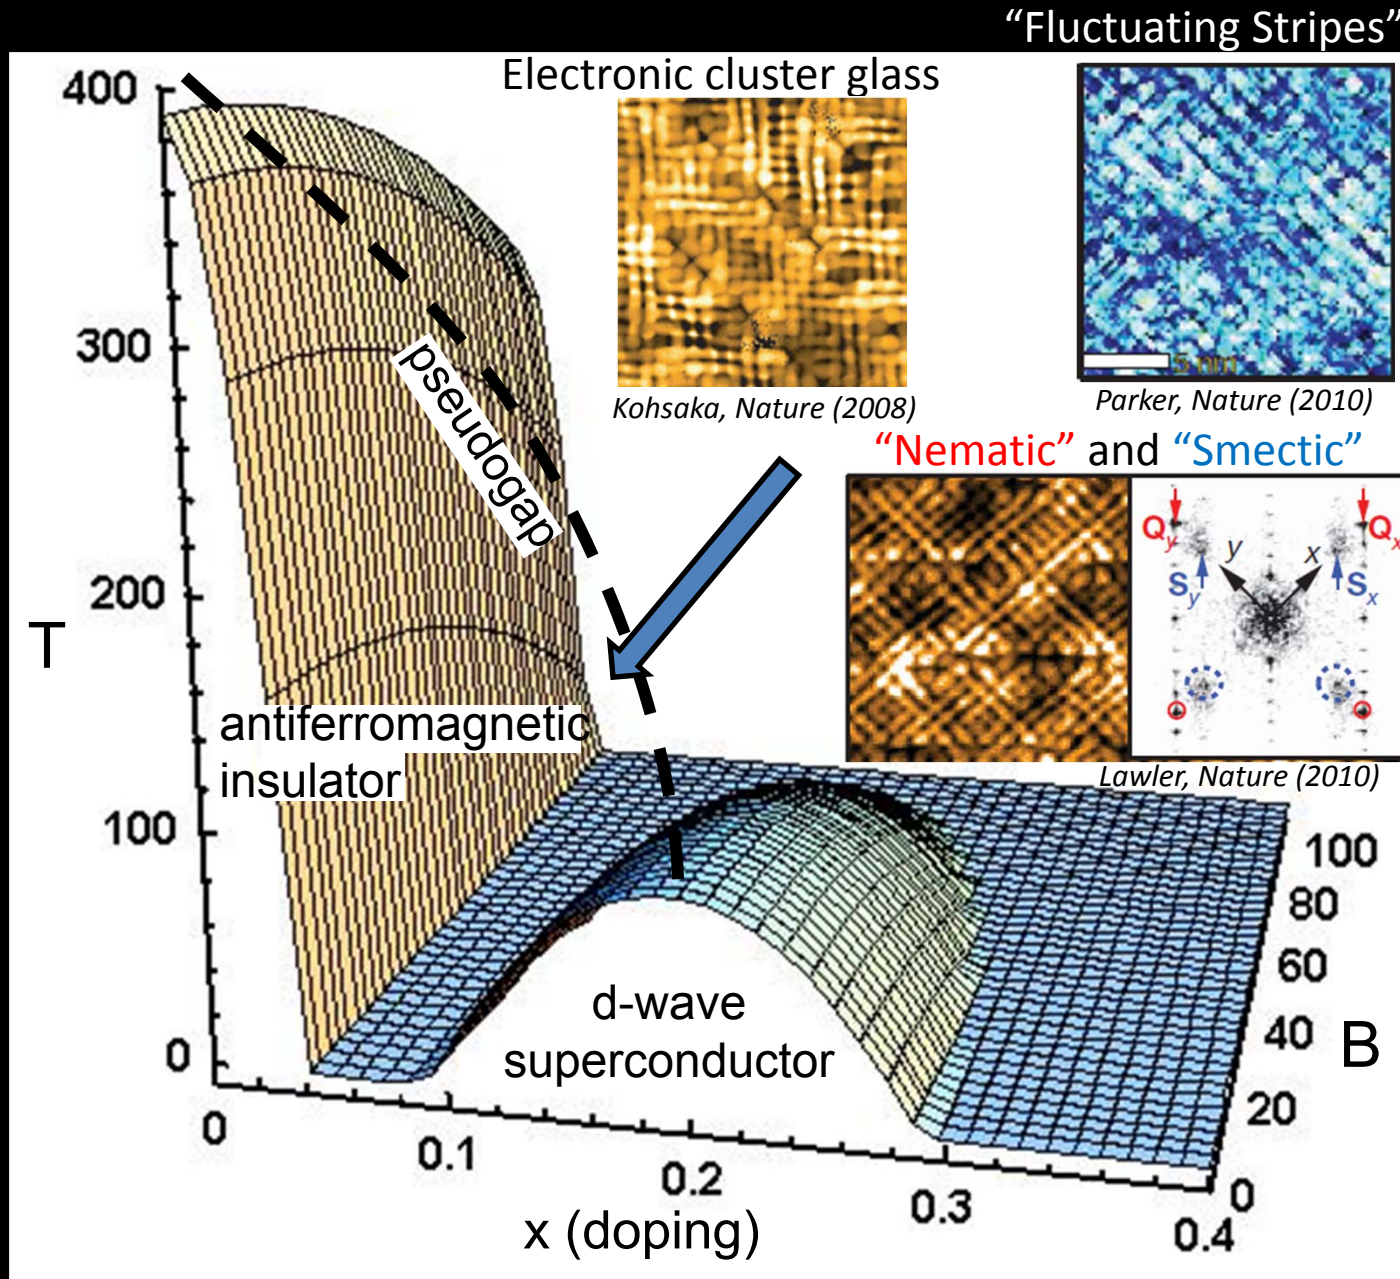 “Fluctuating Stripes”
Electronic cluster glass
Kohsaka, Nature (2008)
5 nm
Parker, Nature (2010)
“Nematic” and “Smectic”
Qy
Qx
y
x
Sy
Sx
Lawler, Nature (2010)
400
300
200
100
0
T
pseudogap
antiferromagnetic
insulator
d-wave
superconductor
100
80
60
40
20
0
B
0
0.1
0.2
0.3
0.4
x (doping)